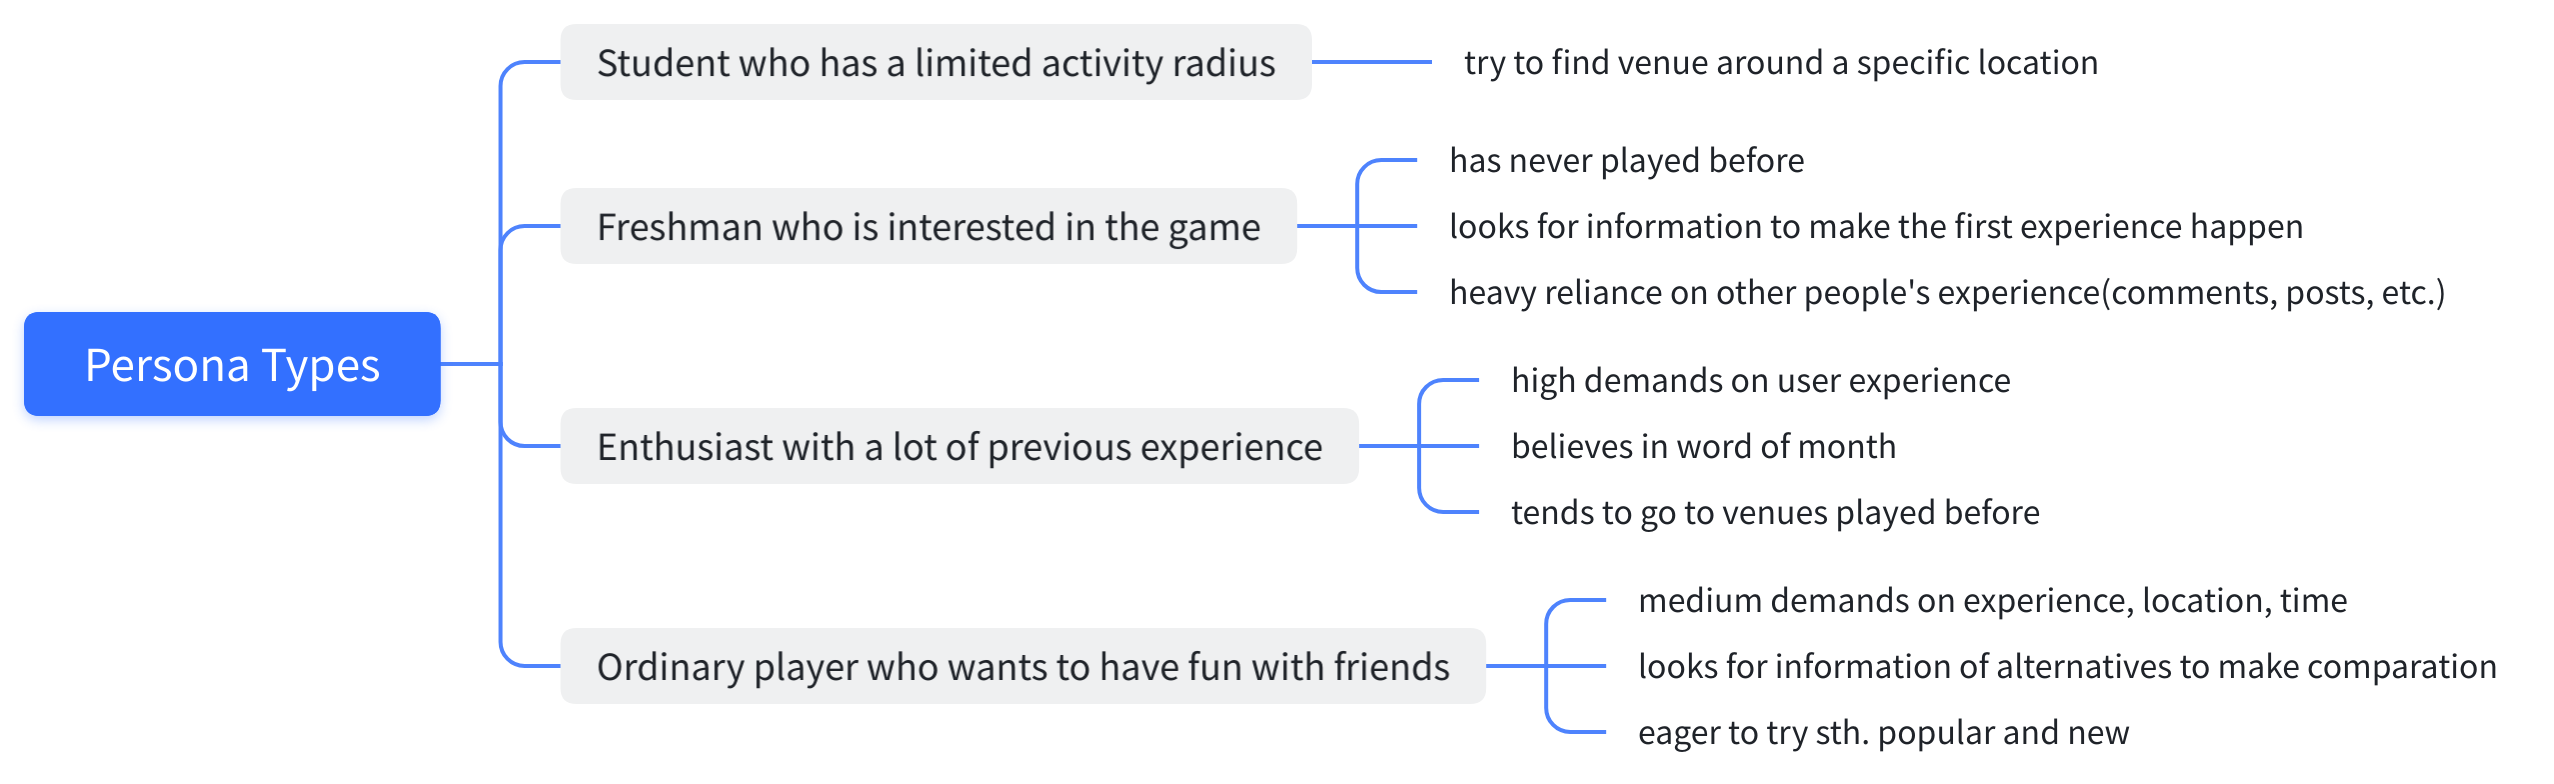 Persona Types
Student who has a limited activity radius
try to find venue around a specific location
Freshman who is interested in the game
has never played before
looks for information to make the first experience happen
heavy reliance on other people's experience(comments, posts, etc.)
Enthusiast with a lot of previous experience
high demands on user experience
believes in word of month
tends to go to venues played before
Ordinary player who wants to have fun with friends
medium demands on experience, location, time
looks for information of alternatives to make comparation
eager to try sth. popular and new